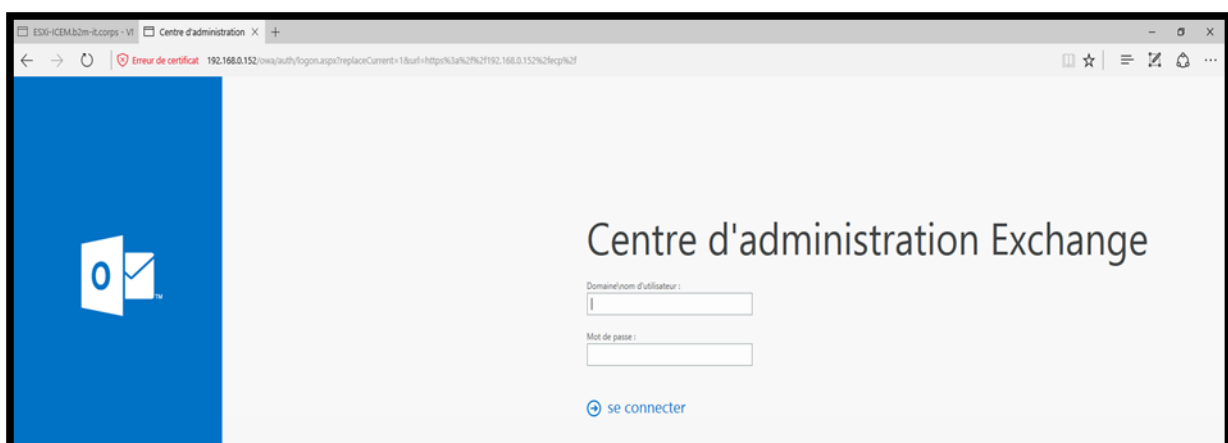 ESXi-ICEM.b2m-it.corps - VI
Centre d'administration
Erreur de certificat 192.168.0.152/owa/auth/logon.aspx?replaceCurrent=1&url=https%3a%2f%2f192.168.0.152%2fecp%2f
Centre d'administration Exchange
Domaine\nom d'utilisateur :
Mot de passe :
se connecter
TM